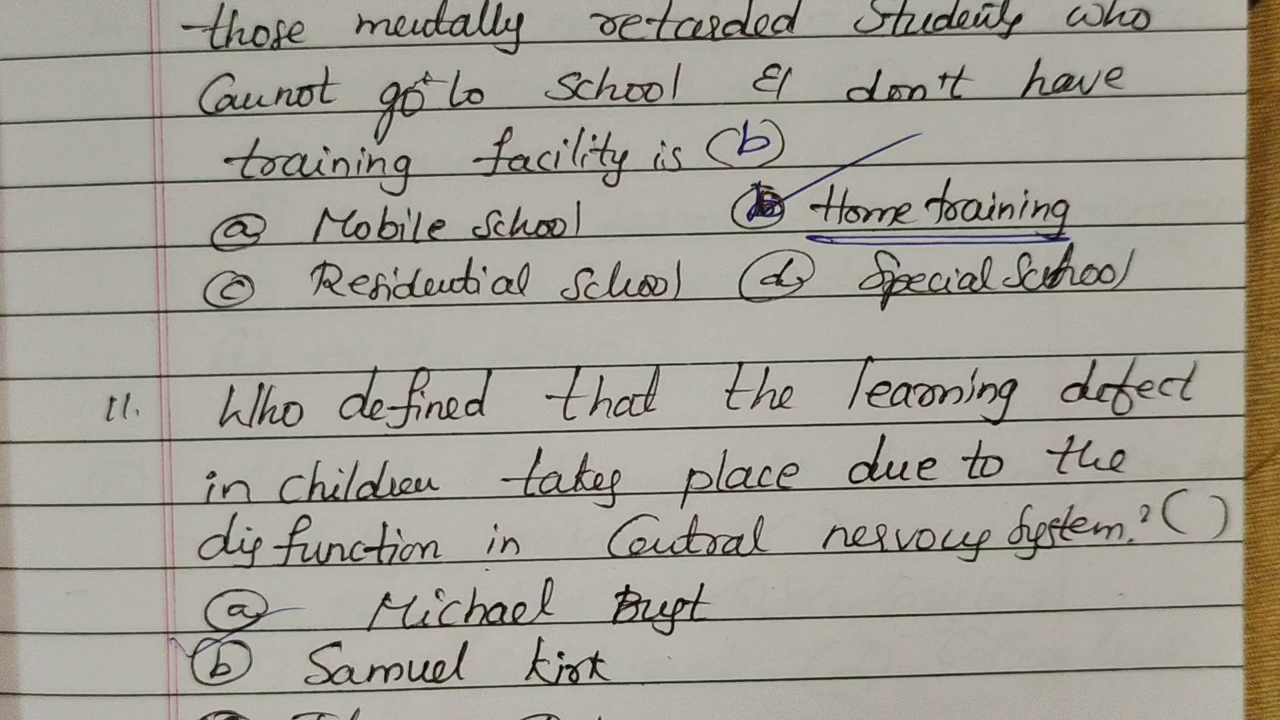 those mentally retarded students who
Cannot go to School & don't have
training facility is (b)
(a) Mobile School (b) Home training
(c) Residential School (d) Special School
11. Who defined that the learning defect
in children takes place due to the
disfunction in Central nervous System.? ( )
(a) Michael
(b) Samuel kirk